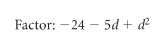 Factor: −24 − 5d + d²